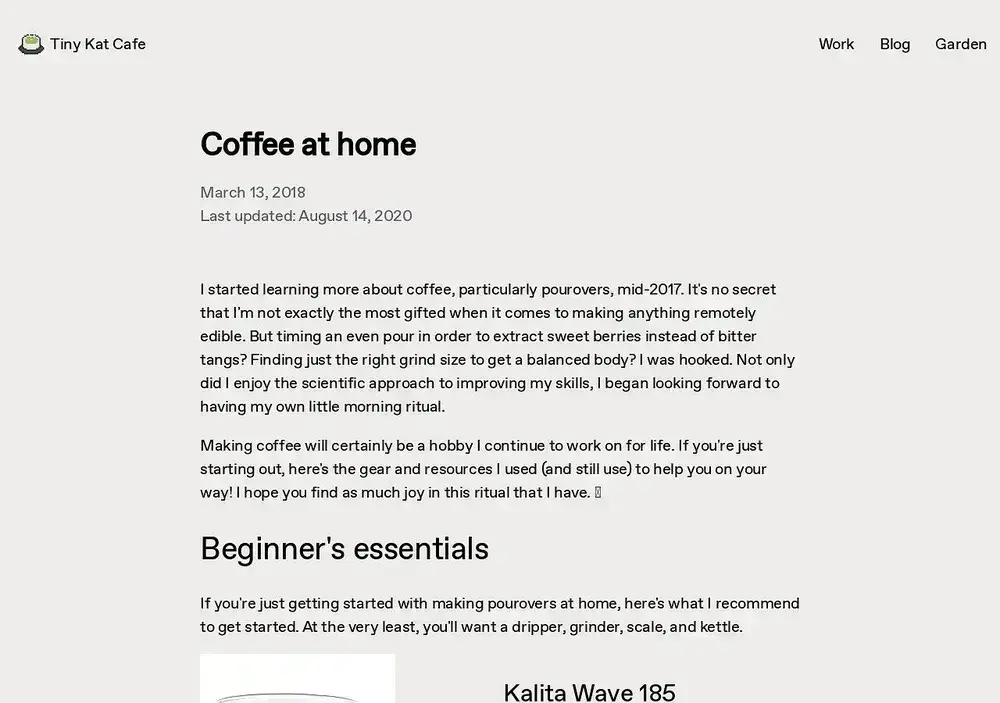 Tiny Kat Cafe
Work Blog Garden
Coffee at home
March 13, 2018
Last updated: August 14, 2020
I started learning more about coffee, particularly pourovers, mid-2017. It's no secret
that I'm not exactly the most gifted when it comes to making anything remotely
edible. But timing an even pour in order to extract sweet berries instead of bitter
tangs? Finding just the right grind size to get a balanced body? I was hooked. Not only
did I enjoy the scientific approach to improving my skills, I began looking forward to
having my own little morning ritual.
Making coffee will certainly be a hobby I continue to work on for life. If you're just
starting out, here's the gear and resources I used (and still use) to help you on your
way! I hope you find as much joy in this ritual that I have.
Beginner's essentials
If you're just getting started with making pourovers at home, here's what I recommend
to get started. At the very least, you'll want a dripper, grinder, scale, and kettle.
Kalita Wave 185